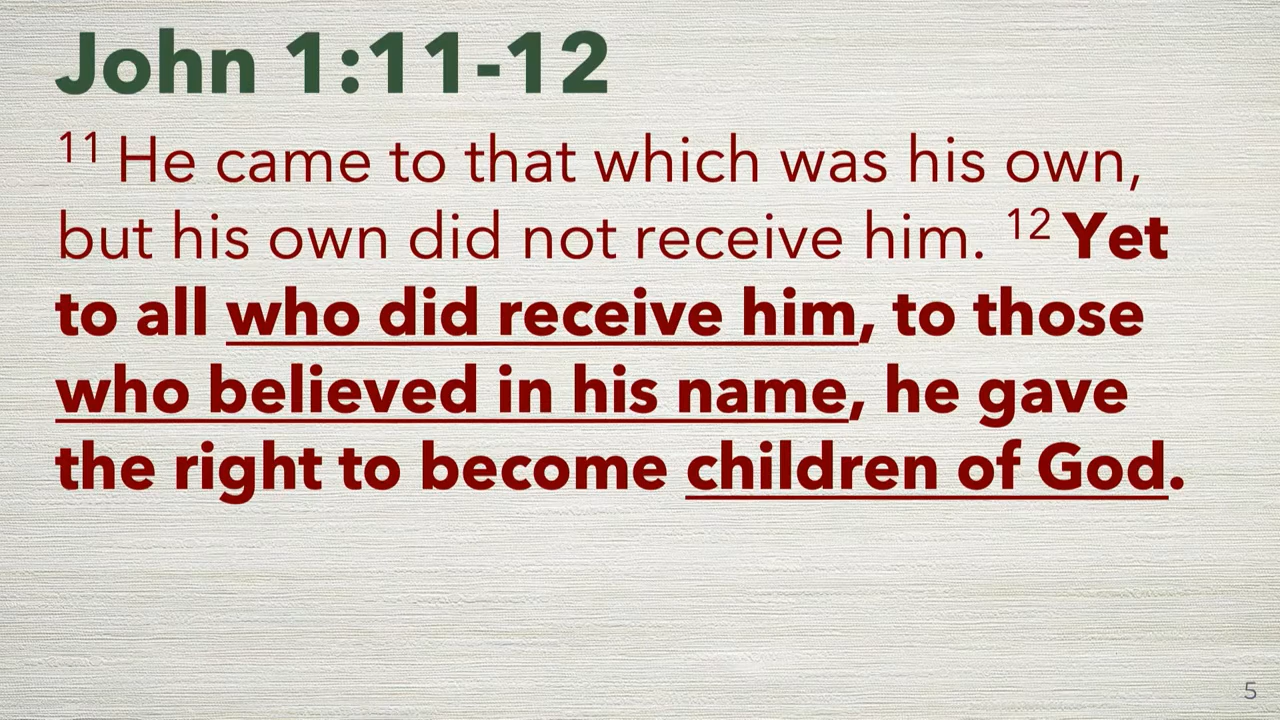 John 1:11-12
11 He came to that which was his own,
but his own did not receive him. 12 Yet
to all who did receive him, to those
who believed in his name, he gave
the right to become children of God.
5